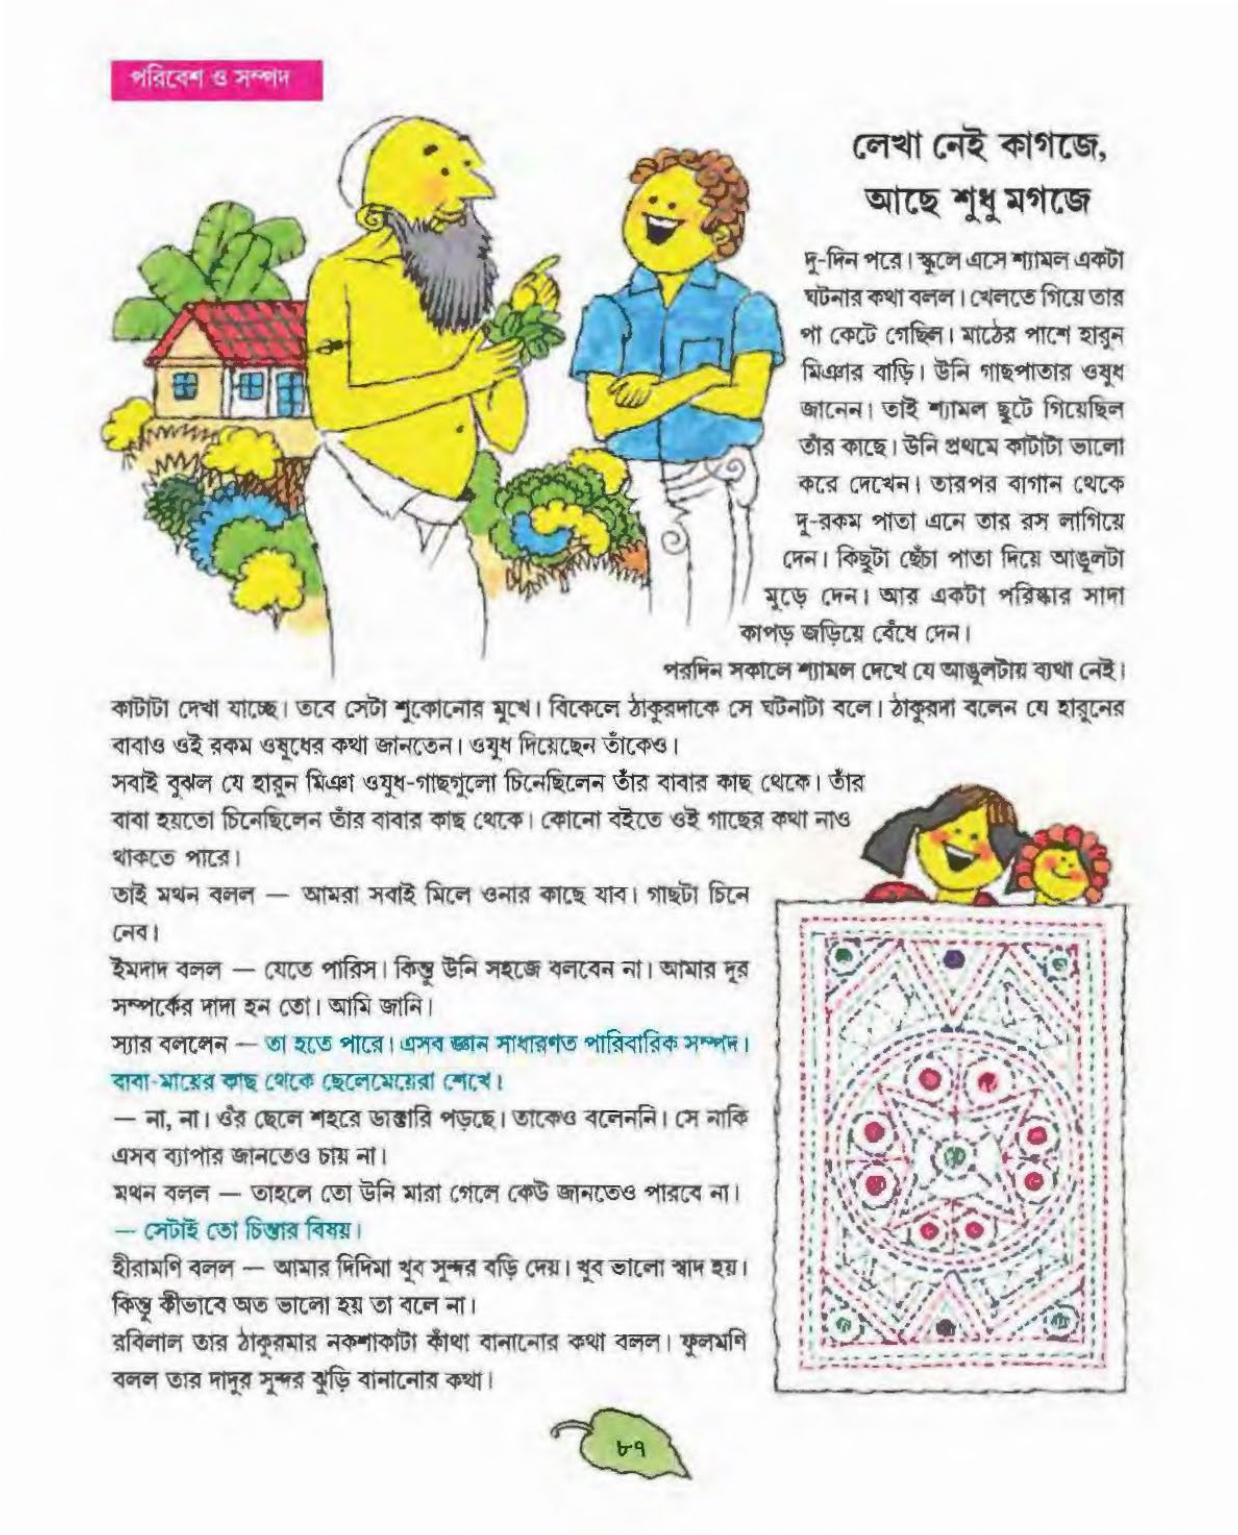 পরিবেশ ও সম্পদ
লেখা নেই কাগজে,
আছে শুধু মগজে
দু-দিন পরে। স্কুলে এসে শ্যামল একটা
ঘটনার কথা বলল। খেলতে গিয়ে তার
পা কেটে গেছিল। মাঠের পাশে হারুন
মিঞার বাড়ি। উনি গাছপাতার ওষুধ
জানেন। তাই শ্যামল ছুটে গিয়েছিল
তাঁর কাছে। উনি প্রথমে কাটাটা ভালো
করে দেখেন। তারপর বাগান থেকে
দু-রকম পাতা এনে তার রস লাগিয়ে
দেন। কিছুটা ছেঁচা পাতা দিয়ে আঙুলটা
মুড়ে দেন। আর একটা পরিষ্কার সাদা
কাপড় জড়িয়ে বেঁধে দেন।
পরদিন সকালে শ্যামল দেখে যে আঙুলটায় ব্যথা নেই।
কাটাটা দেখা যাচ্ছে। তবে সেটা শুকোনোর মুখে। বিকেলে ঠাকুরদাকে সে ঘটনাটা বলে। ঠাকুরদা বলেন যে হারুনের
বাবাও ওই রকম ওষুধের কথা জানতেন। ওষুধ দিয়েছেন তাঁকেও।
সবাই বুঝল যে হারুন মিঞা ওষুধ-গাছগুলো চিনেছিলেন তাঁর বাবার কাছ থেকে। তাঁর
বাবা হয়তো চিনেছিলেন তাঁর বাবার কাছ থেকে। কোনো বইতে ওই গাছের কথা নাও
থাকতে পারে।
তাই মথন বলল — আমরা সবাই মিলে ওনার কাছে যাব। গাছটা চিনে
নেব।
ইমদাদ বলল — যেতে পারিস। কিন্তু উনি সহজে বলবেন না। আমার দূর
সম্পর্কের দাদা হন তো। আমি জানি।
স্যার বললেন — তা হতে পারে। এসব জ্ঞান সাধারণত পারিবারিক সম্পদ।
বাবা-মায়ের কাছ থেকে ছেলেমেয়েরা শেখে।
— না, না। ওঁর ছেলে শহরে ডাক্তারি পড়ছে। তাকেও বলেননি। সে নাকি
এসব ব্যাপার জানতেও চায় না।
মথন বলল — তাহলে তো উনি মারা গেলে কেউ জানতেও পারবে না।
— সেটাই তো চিন্তার বিষয়।
হীরামণি বলল — আমার দিদিমা খুব সুন্দর বড়ি দেয়। খুব ভালো স্বাদ হয়।
কিন্তু কীভাবে অত ভালো হয় তা বলে না।
রবিলাল তার ঠাকুরমার নকশাকাটা কাঁথা বানানোর কথা বলল। ফুলমণি
বলল তার দাদুর সুন্দর ঝুড়ি বানানোর কথা।
৮৭